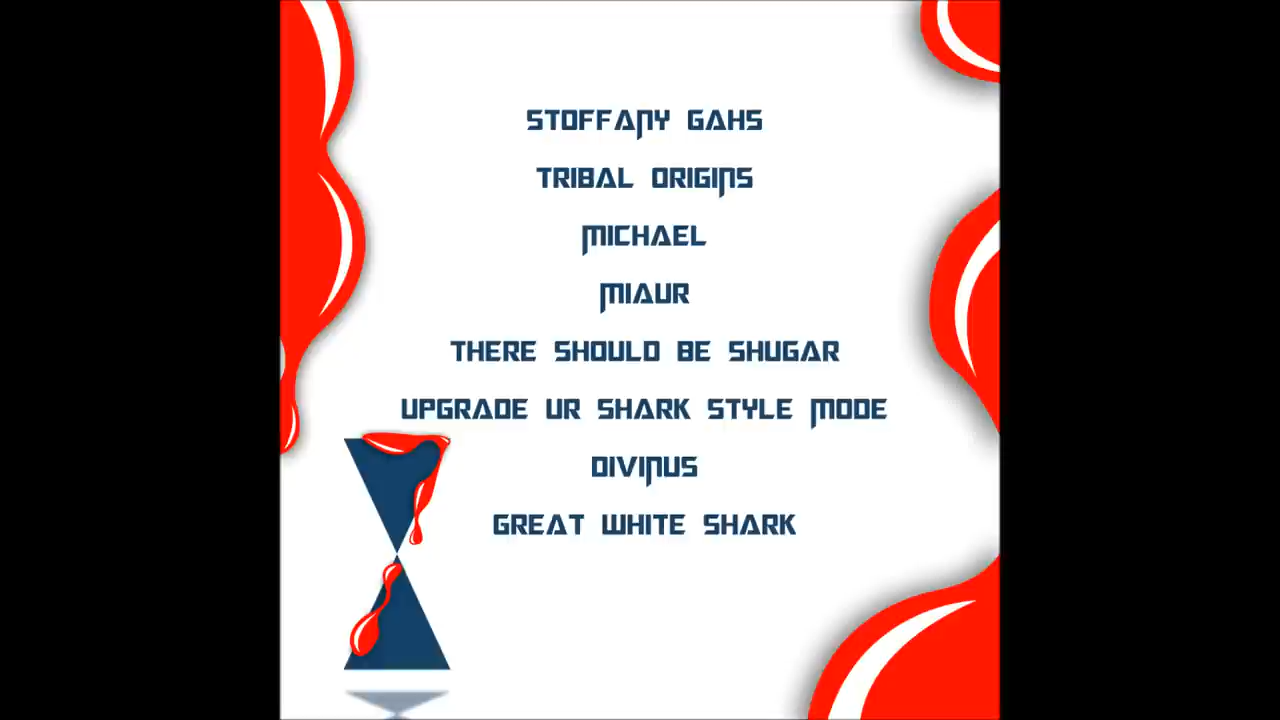 STOFFANY GAHS
TRIBAL ORIGINS
MICHAEL
MIAUR
THERE SHOULD BE SHUGAR
UPGRADE UR SHARK STYLE MODE
DIVINUS
GREAT WHITE SHARK